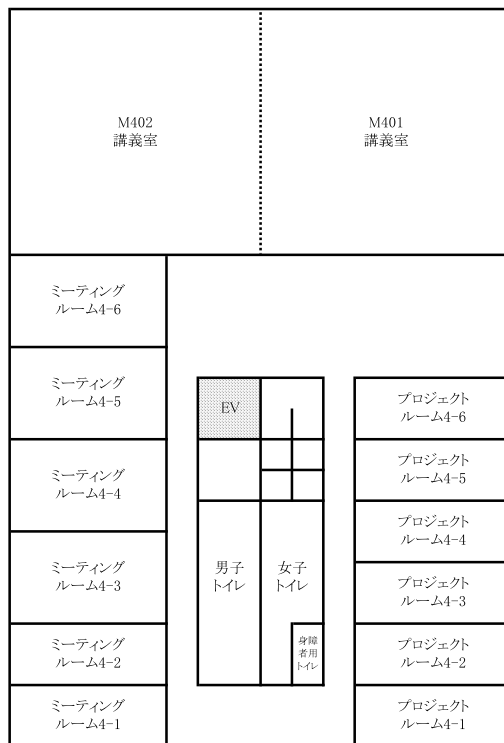 M402
講義室
M401
講義室
ミーティング
ルーム4-6
ミーティング
ルーム4-5
ミーティング
ルーム4-4
ミーティング
ルーム4-3
ミーティング
ルーム4-2
ミーティング
ルーム4-1
EV
男子
トイレ
女子
トイレ
身障
者用
トイレ
プロジェクト
ルーム4-6
プロジェクト
ルーム4-5
プロジェクト
ルーム4-4
プロジェクト
ルーム4-3
プロジェクト
ルーム4-2
プロジェクト
ルーム4-1